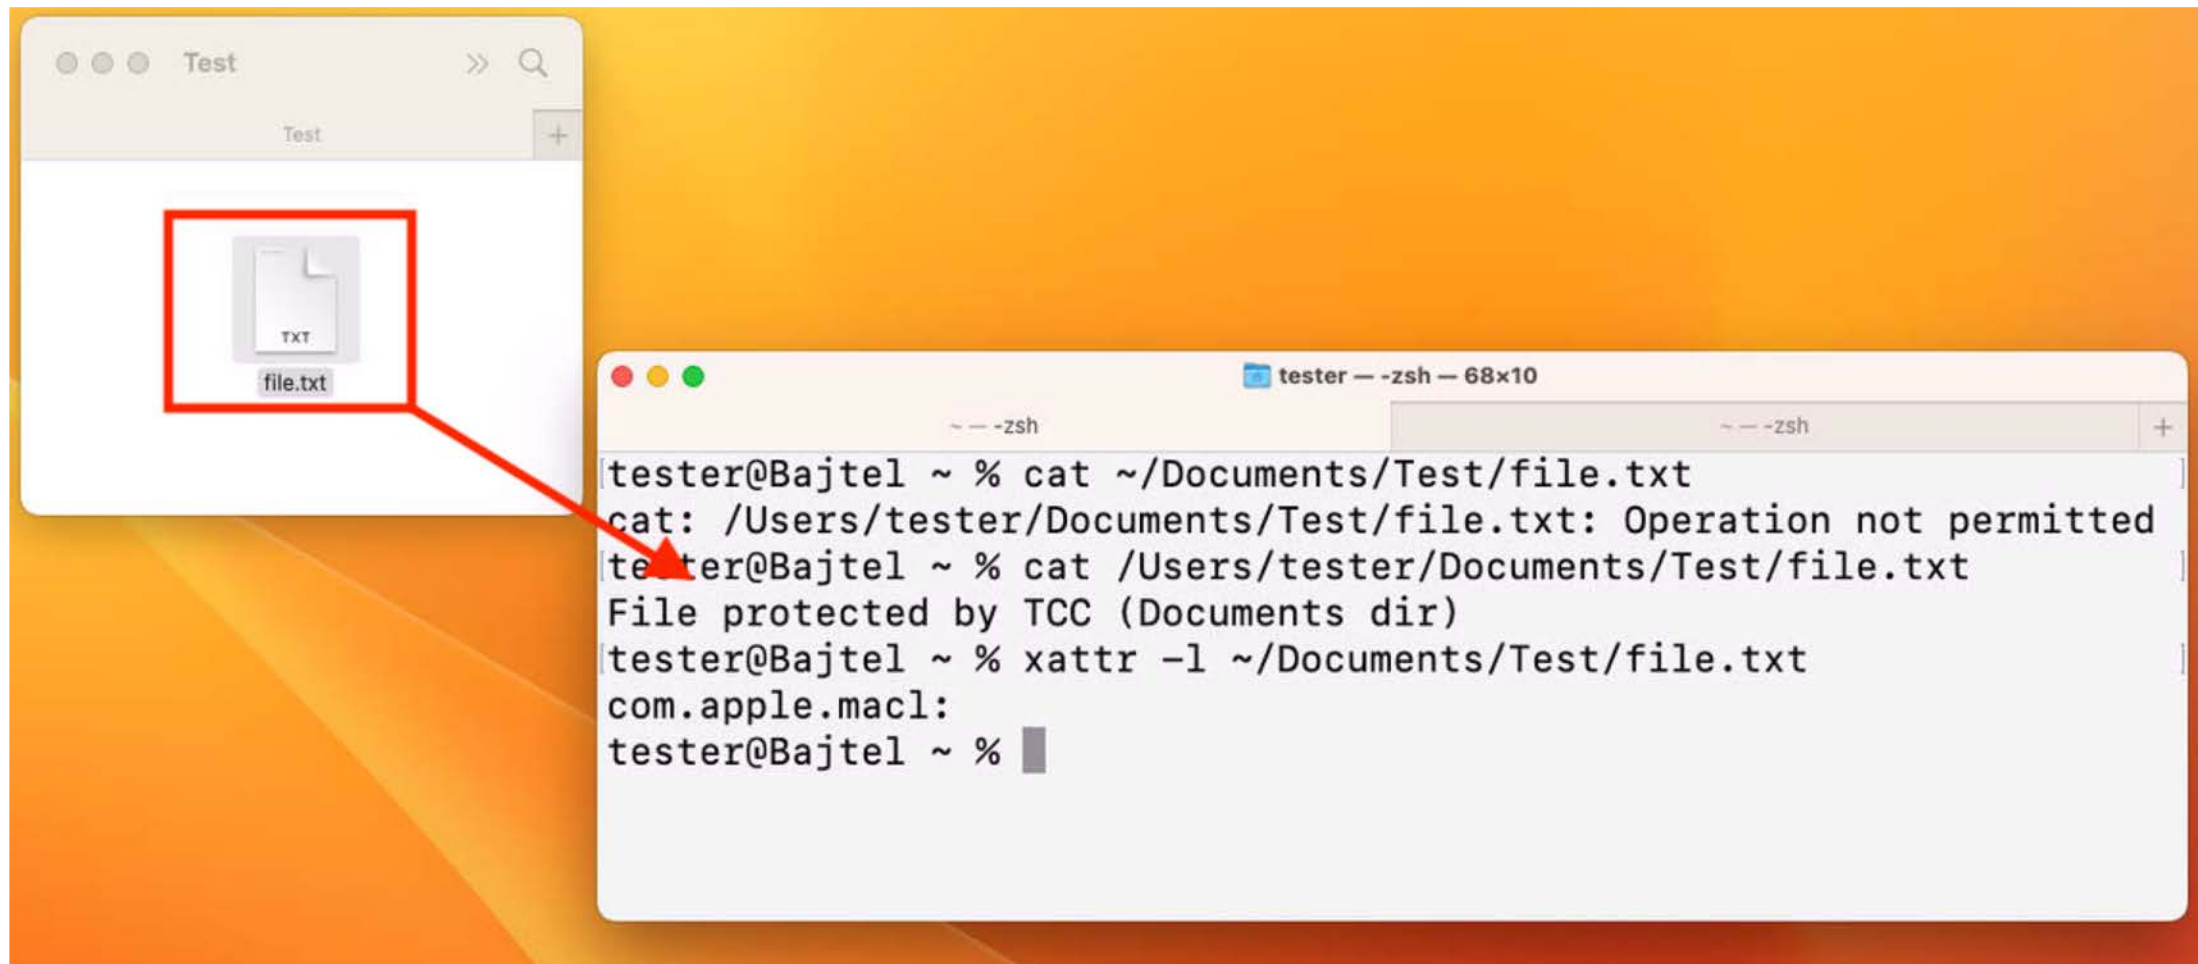 Test
Test
TXT
file.txt
tester — -zsh — 68×10
~ — -zsh
~ — -zsh
tester@Bajtel ~ % cat ~/Documents/Test/file.txt
cat: /Users/tester/Documents/Test/file.txt: Operation not permitted
tester@Bajtel ~ % cat /Users/tester/Documents/Test/file.txt
File protected by TCC (Documents dir)
tester@Bajtel ~ % xattr -l ~/Documents/Test/file.txt
com.apple.macl:
tester@Bajtel ~ %